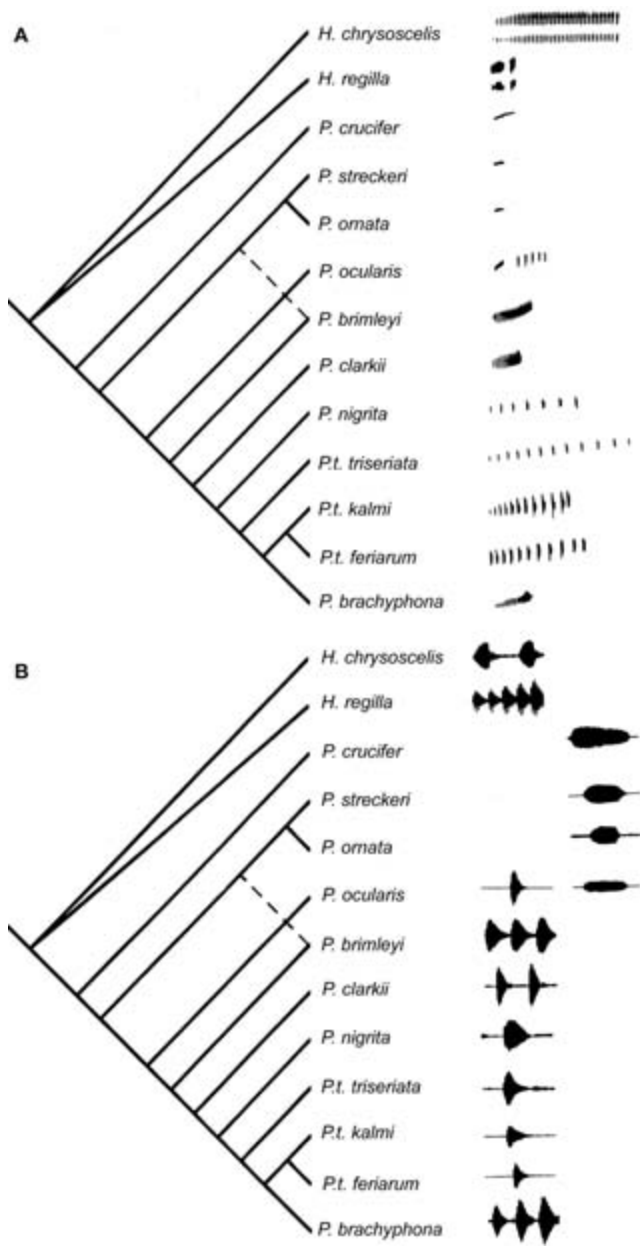 A
H. chrysoscelis
H. regilla
P. crucifer
P. streckeri
P. ornata
P. ocularis
P. brimleyi
P. clarkii
P. nigrita
P.t. triseriata
P.t. kalmi
P.t. feriarum
P. brachyphona
B
H. chrysoscelis
H. regilla
P. crucifer
P. streckeri
P. ornata
P. ocularis
P. brimleyi
P. clarkii
P. nigrita
P.t. triseriata
P.t. kalmi
P.t. feriarum
P. brachyphona